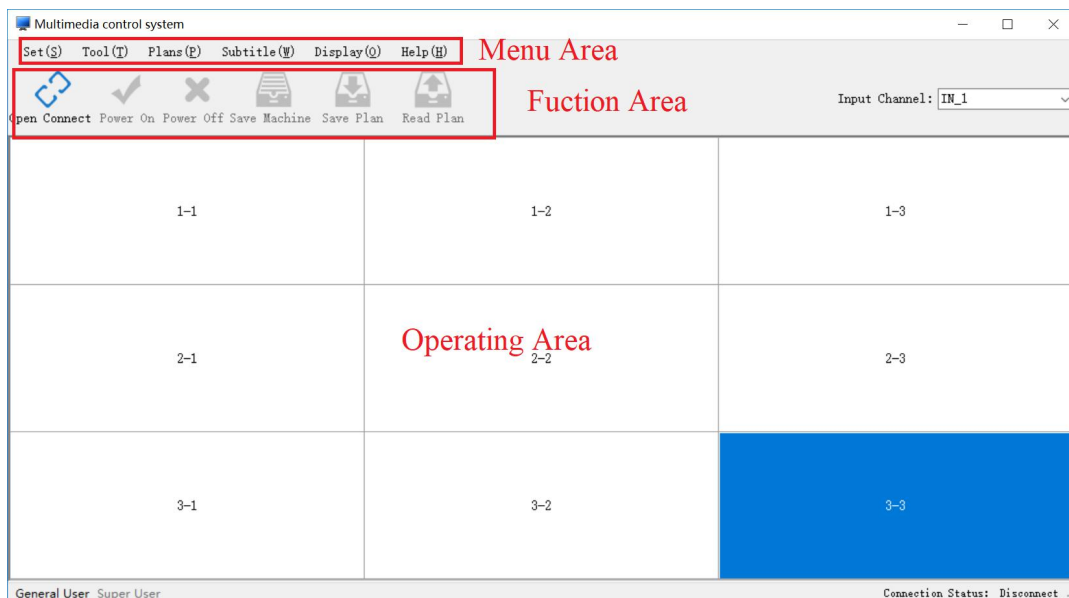 Multimedia control system
Set(S) Tool(T) Plans(P) Subtitle(W) Display(O) Help(H) Menu Area
Fuction Area
Input Channel: IN_1
Open Connect Power On Power Off Save Machine Save Plan Read Plan
1-1 1-2 1-3
Operating Area
2-1 2-2 2-3
3-1 3-2 3-3
General User Super User Connection Status: Disconnect